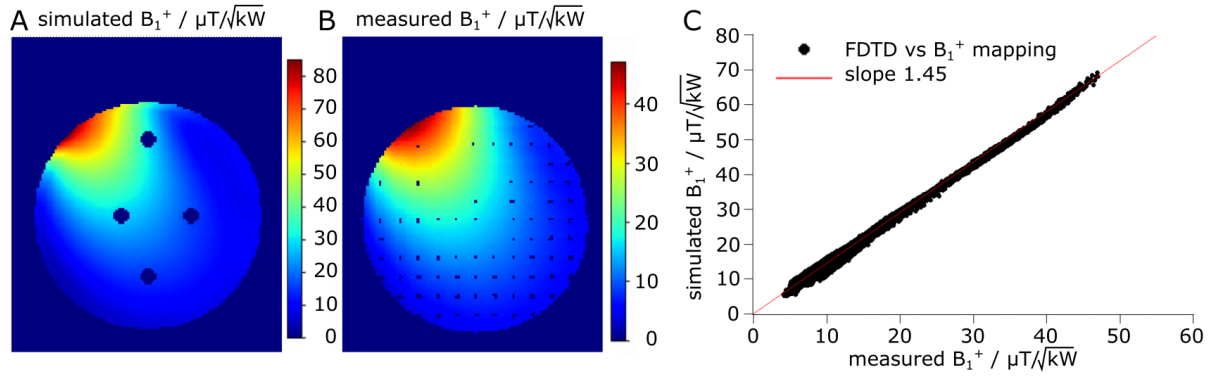 A simulated B₁⁺ / µT/√kW
80
70
60
50
40
30
20
10
0
B measured B₁⁺ / µT/√kW
40
30
20
10
0
C
FDTD vs B₁⁺ mapping
slope 1.45
simulated B₁⁺ / µT/√kW
80
70
60
50
40
30
20
10
0
0 10 20 30 40 50 60
measured B₁⁺ / µT/√kW